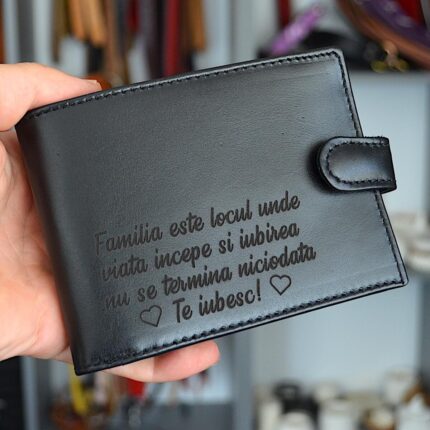 Familia este locul unde
viata incepe si iubirea
nu se termina niciodata
♡ Te iubesc! ♡